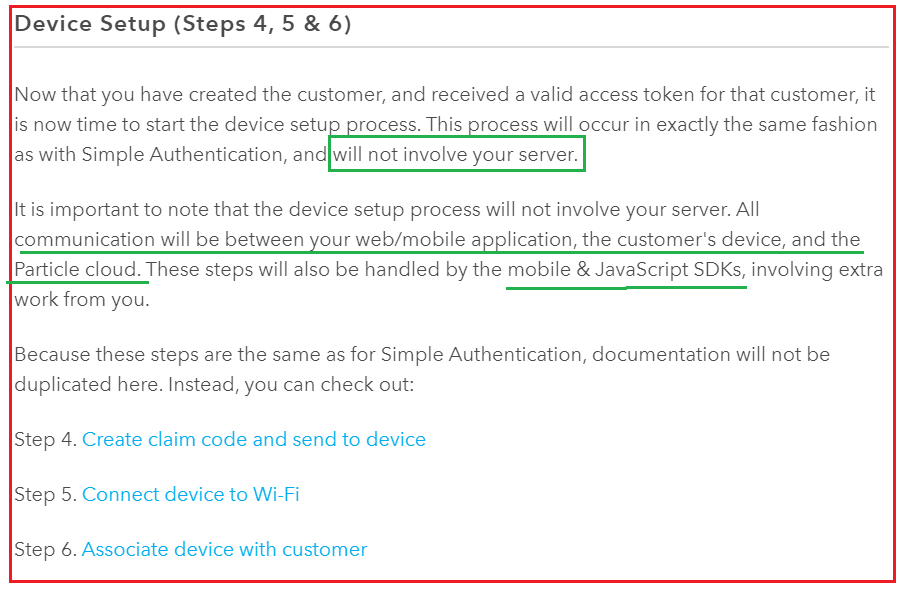 Device Setup (Steps 4, 5 & 6)
Now that you have created the customer, and received a valid access token for that customer, it
is now time to start the device setup process. This process will occur in exactly the same fashion
as with Simple Authentication, and will not involve your server.
It is important to note that the device setup process will not involve your server. All
communication will be between your web/mobile application, the customer's device, and the
Particle cloud. These steps will also be handled by the mobile & JavaScript SDKs, involving extra
work from you.
Because these steps are the same as for Simple Authentication, documentation will not be
duplicated here. Instead, you can check out:
Step 4. Create claim code and send to device
Step 5. Connect device to Wi-Fi
Step 6. Associate device with customer